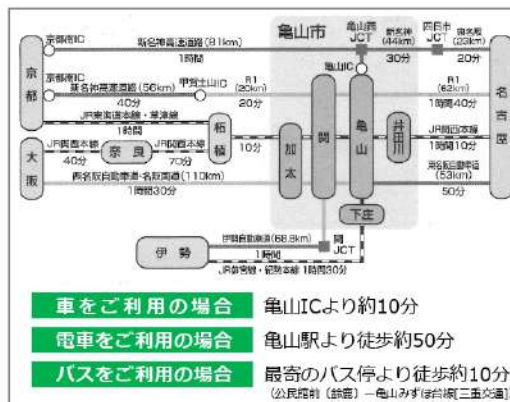 京都南IC
新名神高速道路(81km)
1時間
亀山市
亀山西
JCT
新名神
(44km)
30分
四日市
JCT
東名阪
(23km)
20分
京都
京都南IC
新名神高速道路(56km)
40分
甲賀土山IC
R1
(20km)
20分
亀山IC
R1
(62km)
1時間40分
名古屋
JR東海道本線・草津線
1時間
柘植
10分
加太
関
亀山
井田川
JR関西本線
1時間10分
大阪
JR関西本線
40分
奈良
JR関西本線
70分
西名阪自動車道・名阪国道(110km)
1時間30分
東名阪自動車道
(53km)
50分
下庄
伊勢
伊勢自動車道(68.8km)
1時間
関
JCT
JR参宮線・紀勢本線 1時間30分
車をご利用の場合 亀山ICより約10分
電車をご利用の場合 亀山駅より徒歩約50分
バスをご利用の場合 最寄のバス停より徒歩約10分
(公民館前(鈴鹿)―亀山みずほ台線[三重交通])